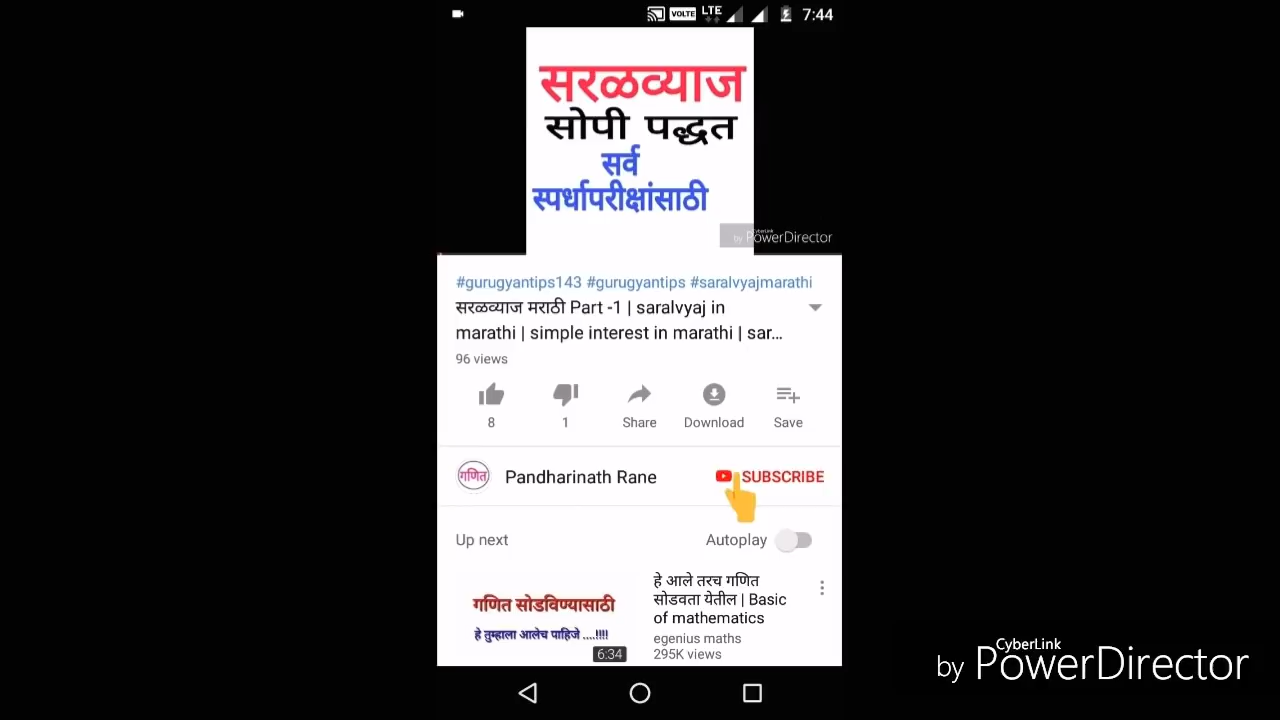 VOLTE LTE 7:44
सरळव्याज
सोपी पद्धत
सर्व
स्पर्धापरीक्षांसाठी
by CyberLink PowerDirector
#gurugyantips143 #gurugyantips #saralvyajmarathi
सरळव्याज मराठी Part -1 | saralvyaj in
marathi | simple interest in marathi | sar...
96 views
8 1 Share Download Save
गणित Pandharinath Rane SUBSCRIBE
Up next Autoplay
गणित सोडविण्यासाठी
हे तुम्हाला आलेच पाहिजे ....!!!!
6:34
हे आले तरच गणित
सोडवता येतील | Basic
of mathematics
egenius maths
295K views
by CyberLink PowerDirector